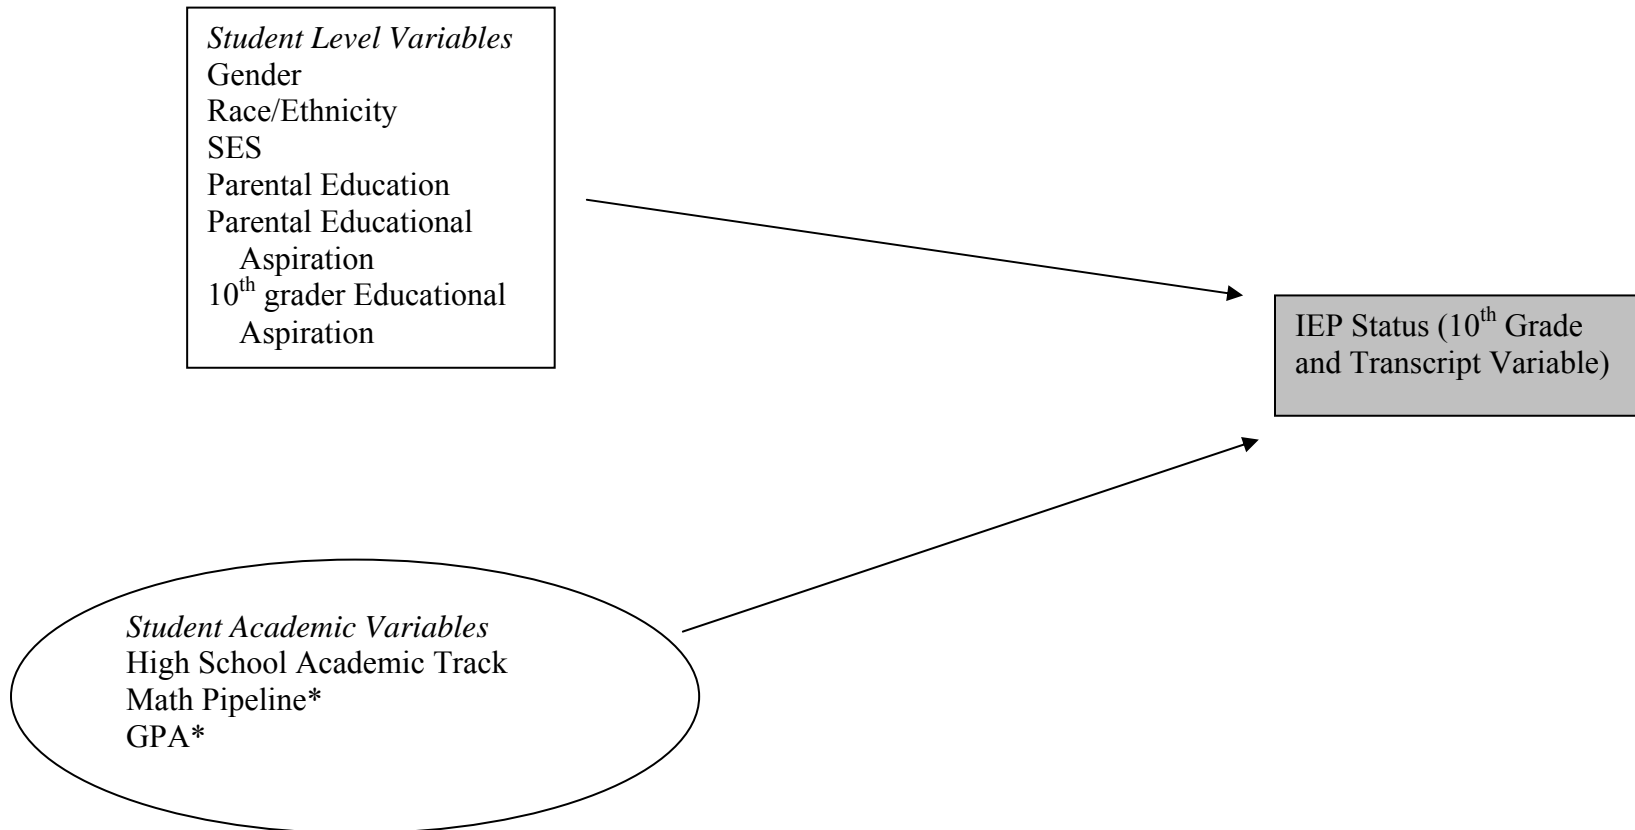 Student Level Variables
Gender
Race/Ethnicity
SES
Parental Education
Parental Educational
Aspiration
10th grader Educational
Aspiration
IEP Status (10th Grade
and Transcript Variable)
Student Academic Variables
High School Academic Track
Math Pipeline*
GPA*